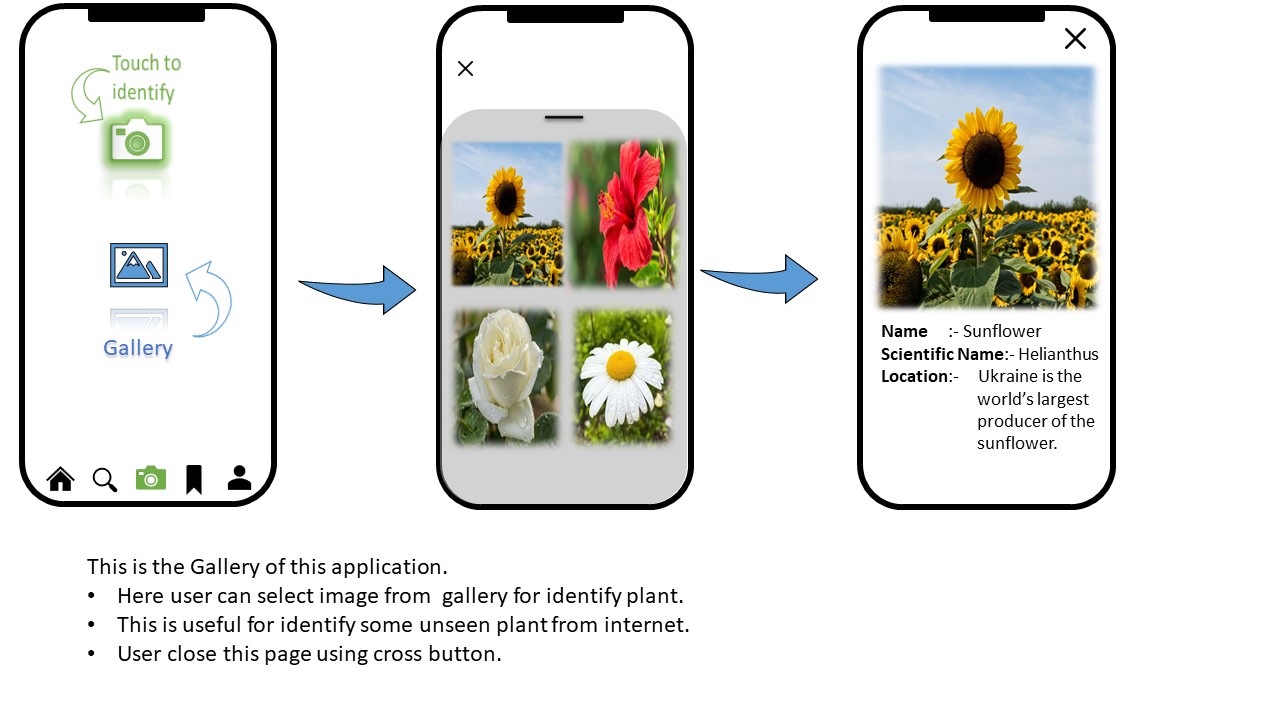 Touch to
identify
Gallery
Name :- Sunflower
Scientific Name:- Helianthus
Location:- Ukraine is the
world’s largest
producer of the
sunflower.
This is the Gallery of this application.
• Here user can select image from gallery for identify plant.
• This is useful for identify some unseen plant from internet.
• User close this page using cross button.